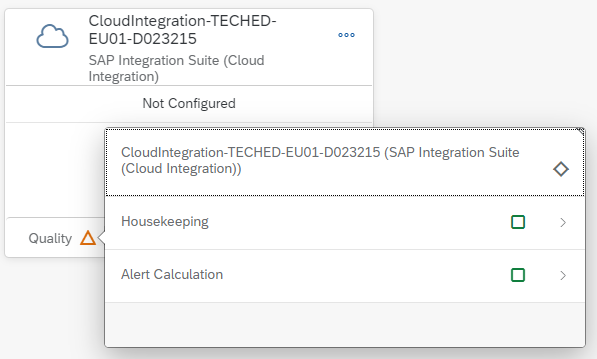 CloudIntegration-TECHED-
EU01-D023215
SAP Integration Suite (Cloud
Integration)
Not Configured
CloudIntegration-TECHED-EU01-D023215 (SAP Integration Suite
(Cloud Integration))
Housekeeping
Alert Calculation
Quality